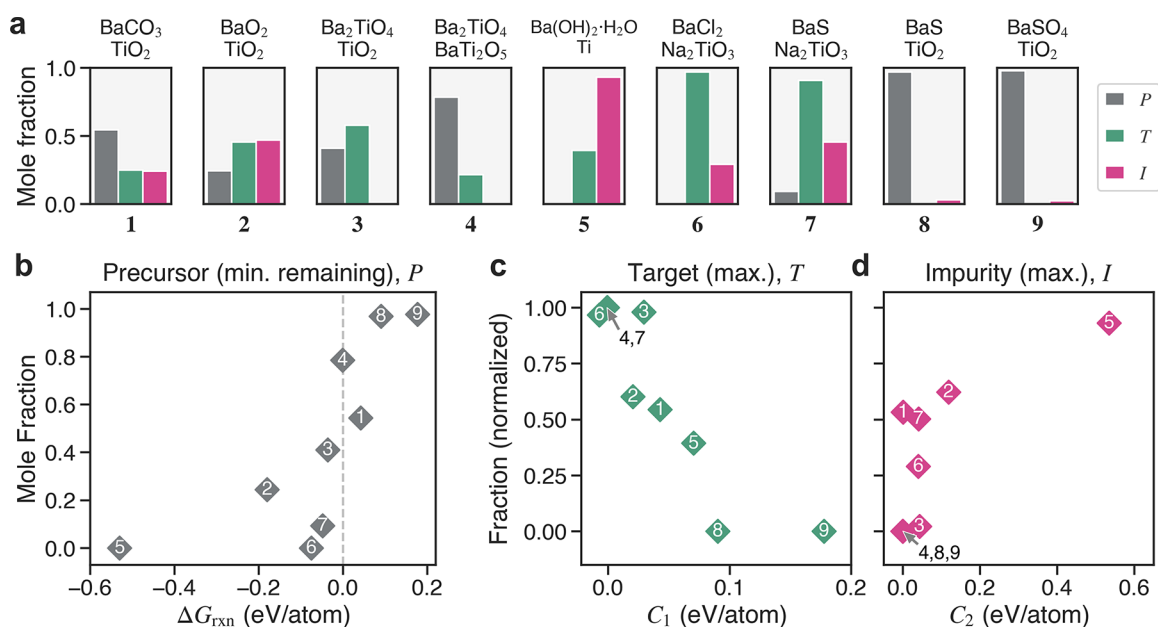 a
BaCO₃ TiO₂
BaO₂ TiO₂
Ba₂TiO₄ TiO₂
Ba₂TiO₄ BaTi₂O₅
Ba(OH)₂·H₂O Ti
BaCl₂ Na₂TiO₃
BaS Na₂TiO₃
BaS TiO₂
BaSO₄ TiO₂
Mole fraction
1.0
0.5
0.0
1 2 3 4 5 6 7 8 9
P
T
I
b
Precursor (min. remaining), P
Mole Fraction
1.0
0.8
0.6
0.4
0.2
0.0
8 9
4
1
3
2
7
5 6
−0.6 −0.4 −0.2 0.0 0.2
ΔG_rxn (eV/atom)
c
Target (max.), T
Fraction (normalized)
1.00
0.75
0.50
0.25
0.00
6 3
4,7
2
1
5
8 9
0.0 0.1 0.2
C₁ (eV/atom)
d
Impurity (max.), I
5
2
1
7
6
3
4,8,9
0.0 0.2 0.4 0.6
C₂ (eV/atom)